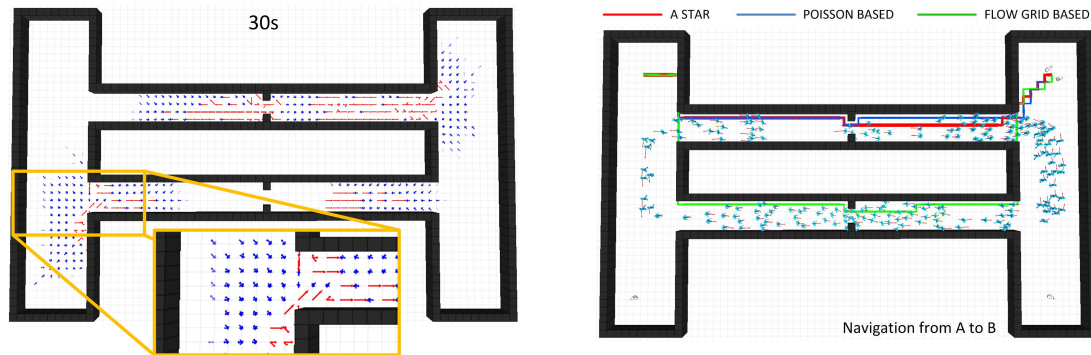 30s
A STAR
POISSON BASED
FLOW GRID BASED
Navigation from A to B